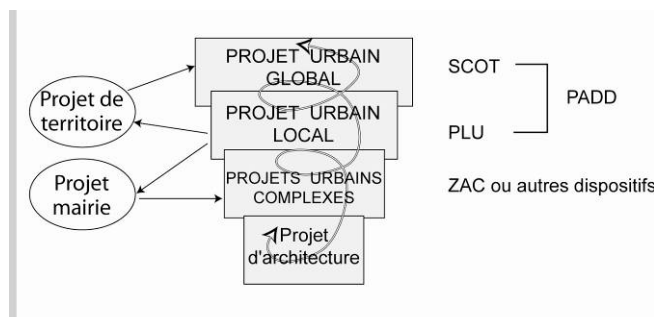 PROJET URBAIN
GLOBAL
SCOT
Projet de
territoire
PADD
PROJET URBAIN
LOCAL
PLU
Projet
mairie
PROJETS URBAINS
COMPLEXES
ZAC ou autres dispositifs
Projet
d'architecture